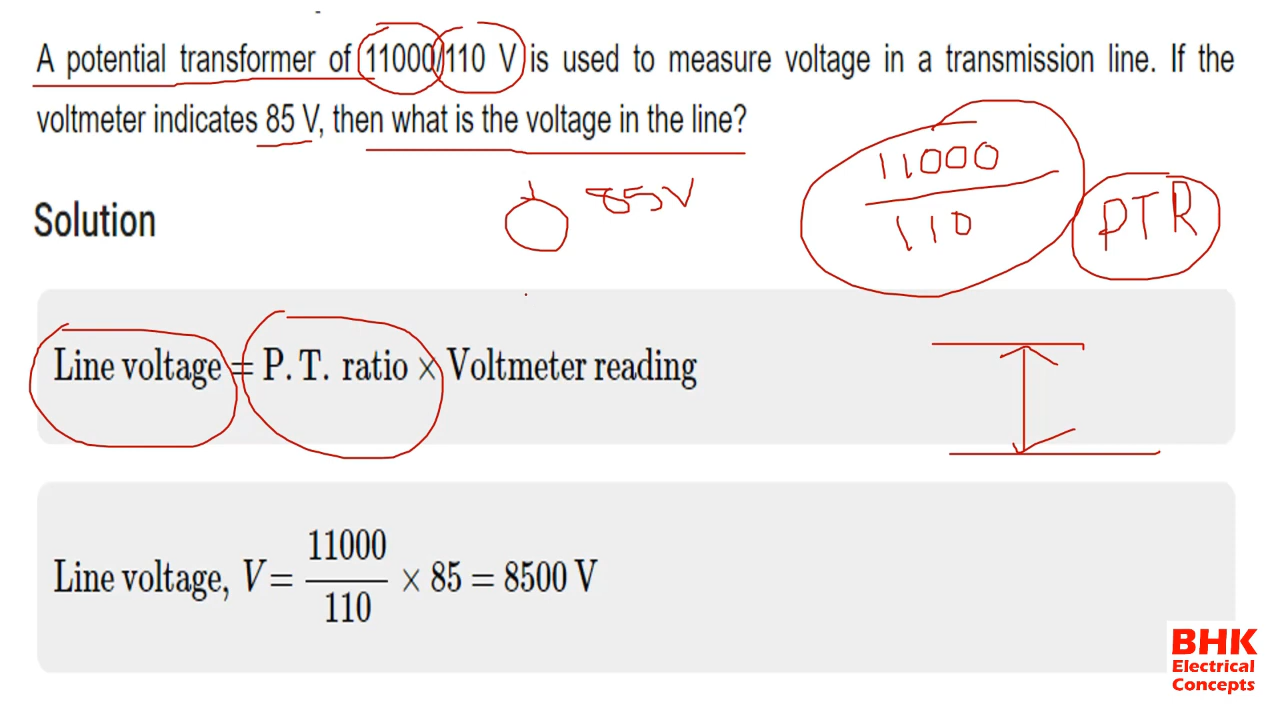 A potential transformer of 11000/110 V is used to measure voltage in a transmission line. If the
voltmeter indicates 85 V, then what is the voltage in the line?
11000
110
PTR
85V
Solution
Line voltage = P. T. ratio × Voltmeter reading
Line voltage, V = 11000/110 × 85 = 8500 V
BHK
Electrical
Concepts